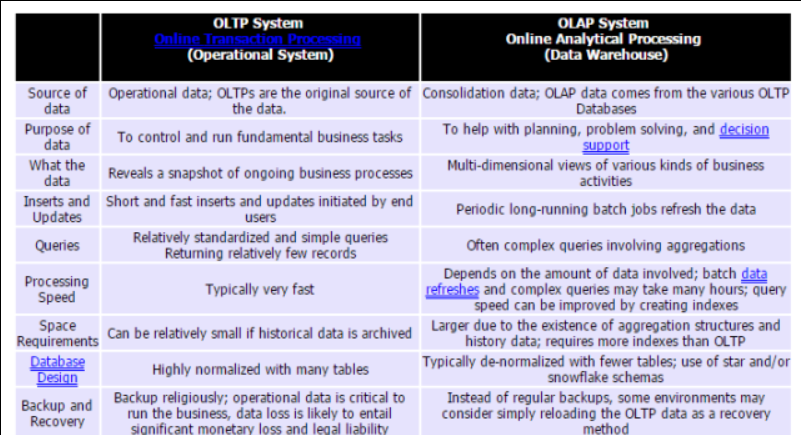 OLTP System
Online Transaction Processing
(Operational System)
OLAP System
Online Analytical Processing
(Data Warehouse)
Source of
data
Operational data; OLTPs are the original source of
the data.
Consolidation data; OLAP data comes from the various OLTP
Databases
Purpose of
data
To control and run fundamental business tasks
To help with planning, problem solving, and decision
support
What the
data
Reveals a snapshot of ongoing business processes
Multi-dimensional views of various kinds of business
activities
Inserts and
Updates
Short and fast inserts and updates initiated by end
users
Periodic long-running batch jobs refresh the data
Queries
Relatively standardized and simple queries
Returning relatively few records
Often complex queries involving aggregations
Processing
Speed
Typically very fast
Depends on the amount of data involved; batch data
refreshes and complex queries may take many hours; query
speed can be improved by creating indexes
Space
Requirements
Can be relatively small if historical data is archived
Larger due to the existence of aggregation structures and
history data; requires more indexes than OLTP
Database
Design
Highly normalized with many tables
Typically de-normalized with fewer tables; use of star and/or
snowflake schemas
Backup and
Recovery
Backup religiously; operational data is critical to
run the business, data loss is likely to entail
significant monetary loss and legal liability
Instead of regular backups, some environments may
consider simply reloading the OLTP data as a recovery
method